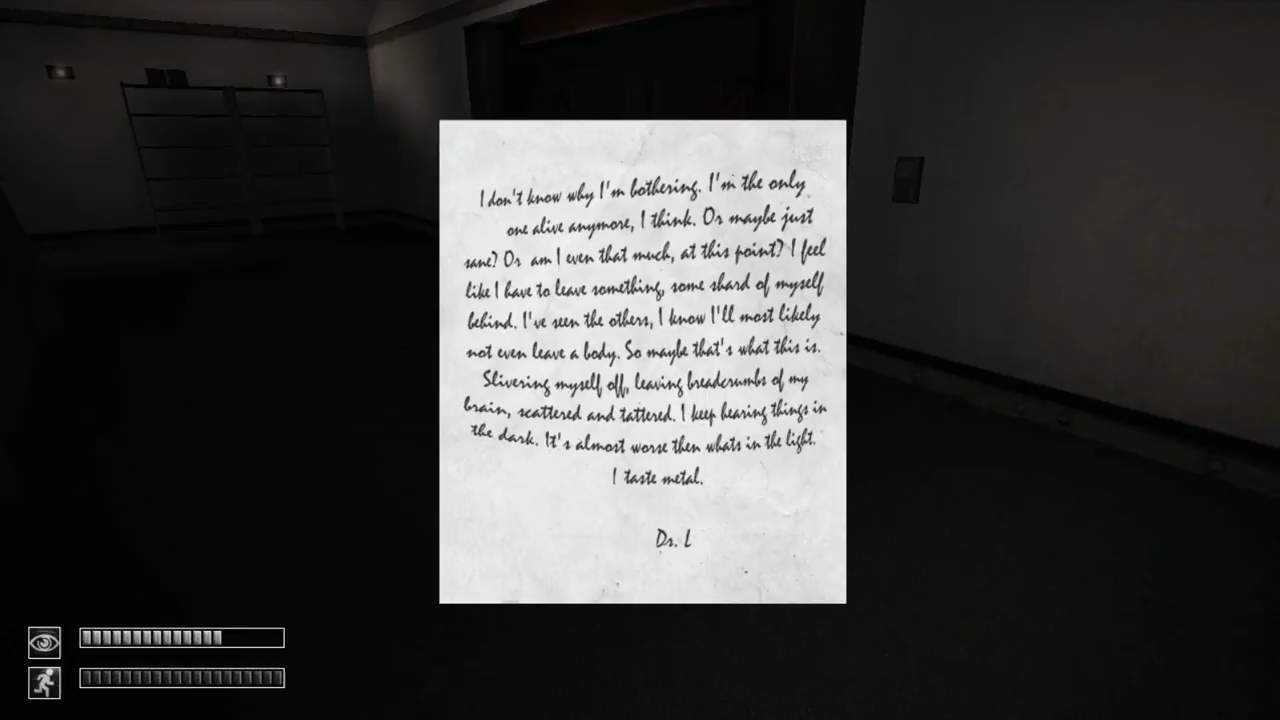 I don't know why I'm bothering. I'm the only
one alive anymore, I think. Or maybe just
sane? Or am I even that much, at this point? I feel
like I have to leave something, some shard of myself
behind. I've seen the others, I know I'll most likely
not even leave a body. So maybe that's what this is.
Slivering myself off, leaving breadcrumbs of my
brain, scattered and tattered. I keep hearing things in
the dark. It's almost worse then whats in the light.
I taste metal.
Dr. L